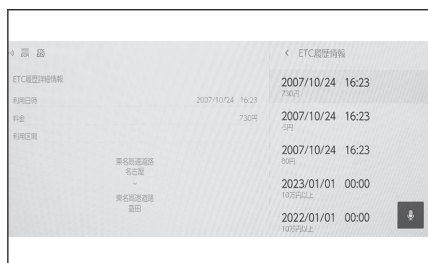 ETC履歴詳細情報
利用日時 2007/10/24 16:23
料金 730円
利用区間
東名高速道路
名古屋
～
東名高速道路
豊田
< ETC履歴情報
2007/10/24 16:23
730円
2007/10/24 16:23
-5円
2007/10/24 16:23
80円
2023/01/01 00:00
10万円以上
2022/01/01 00:00
10万円以上